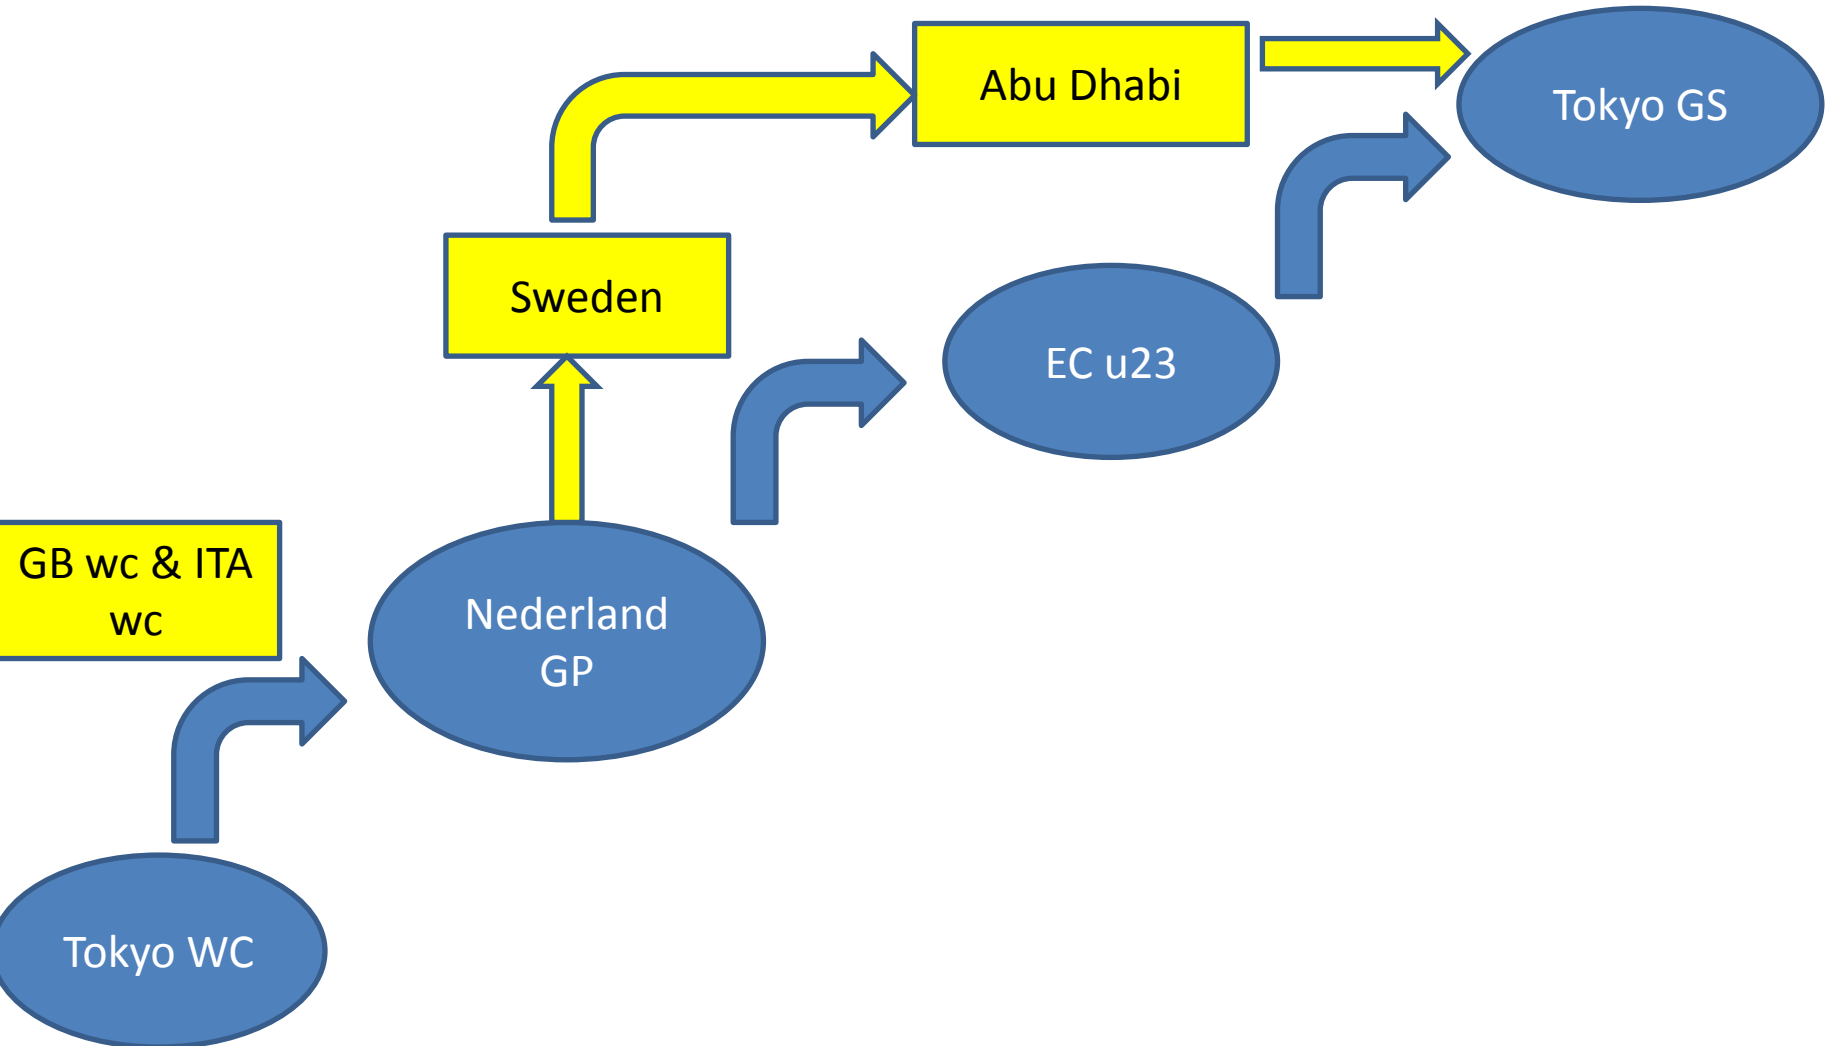 Abu Dhabi
Tokyo GS
Sweden
EC u23
GB wc & ITA
wc
Nederland
GP
Tokyo WC